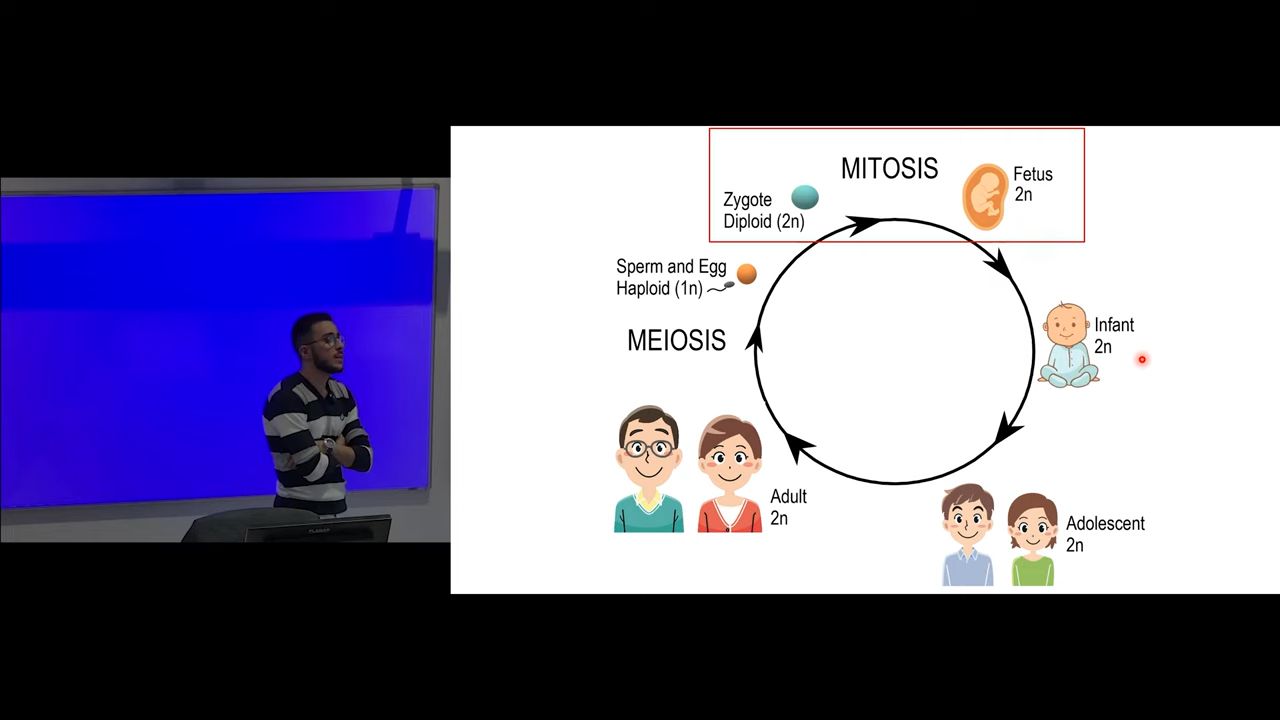 MITOSIS
Zygote
Diploid (2n)
Fetus
2n
Sperm and Egg
Haploid (1n)
MEIOSIS
Infant
2n
Adult
2n
Adolescent
2n